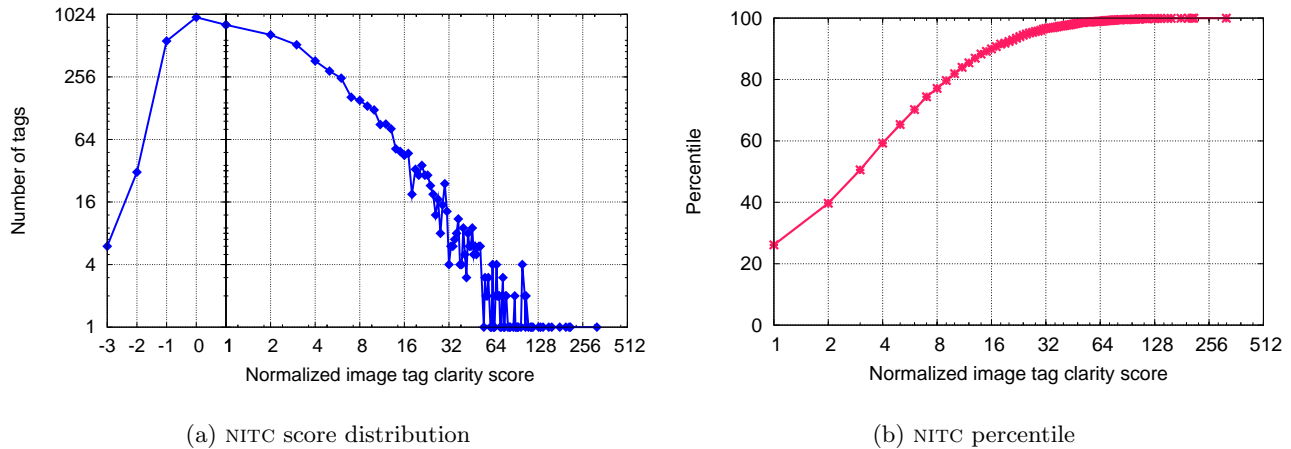 1024
256
64
16
4
1
Number of tags
-3 -2 -1 0 1 2 4 8 16 32 64 128 256 512
Normalized image tag clarity score
(a) NITC score distribution
100
80
60
40
20
0
Percentile
1 2 4 8 16 32 64 128 256 512
Normalized image tag clarity score
(b) NITC percentile